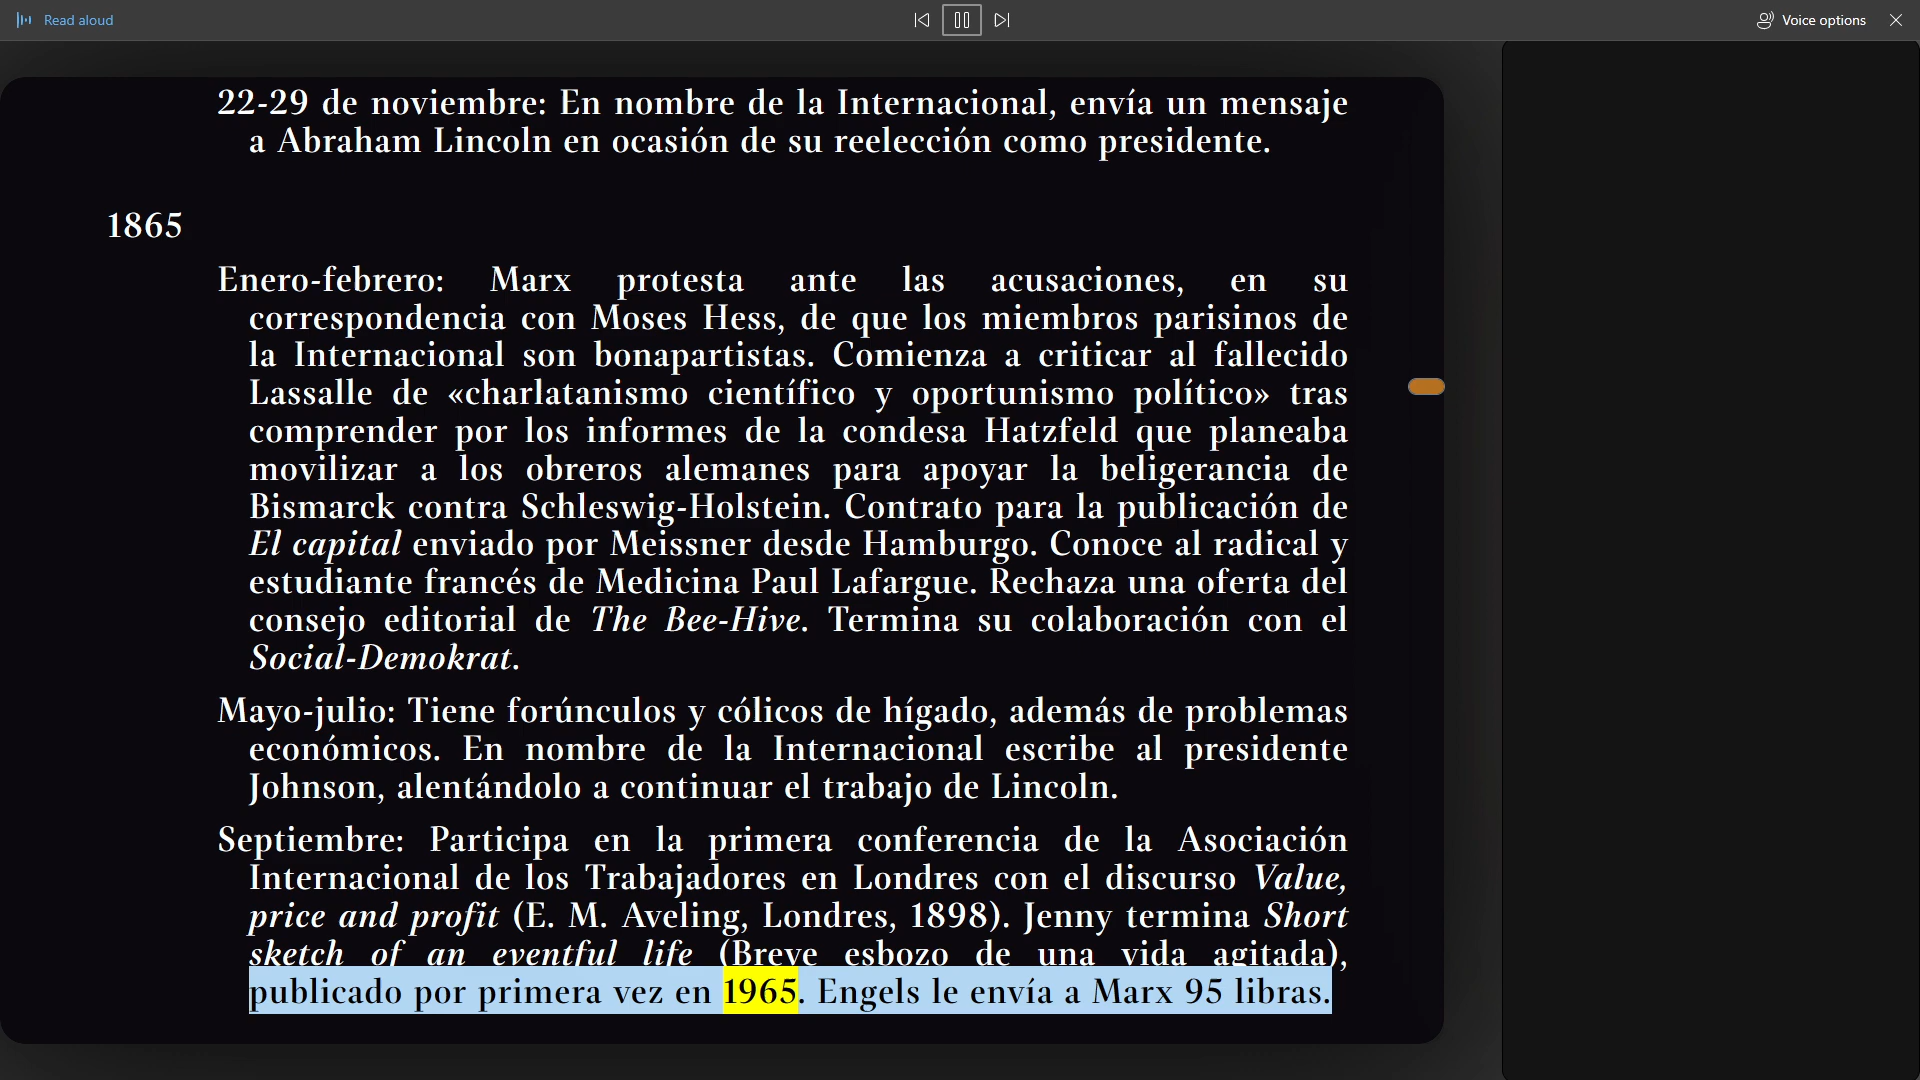 Read aloud
Voice options
22-29 de noviembre: En nombre de la Internacional, envía un mensaje
a Abraham Lincoln en ocasión de su reelección como presidente.
1865
Enero-febrero: Marx protesta ante las acusaciones, en su
correspondencia con Moses Hess, de que los miembros parisinos de
la Internacional son bonapartistas. Comienza a criticar al fallecido
Lassalle de «charlatanismo científico y oportunismo político» tras
comprender por los informes de la condesa Hatzfeld que planeaba
movilizar a los obreros alemanes para apoyar la beligerancia de
Bismarck contra Schleswig-Holstein. Contrato para la publicación de
El capital enviado por Meissner desde Hamburgo. Conoce al radical y
estudiante francés de Medicina Paul Lafargue. Rechaza una oferta del
consejo editorial de The Bee-Hive. Termina su colaboración con el
Social-Demokrat.
Mayo-julio: Tiene forúnculos y cólicos de hígado, además de problemas
económicos. En nombre de la Internacional escribe al presidente
Johnson, alentándolo a continuar el trabajo de Lincoln.
Septiembre: Participa en la primera conferencia de la Asociación
Internacional de los Trabajadores en Londres con el discurso Value,
price and profit (E. M. Aveling, Londres, 1898). Jenny termina Short
sketch of an eventful life (Breve esbozo de una vida agitada),
publicado por primera vez en 1965. Engels le envía a Marx 95 libras.